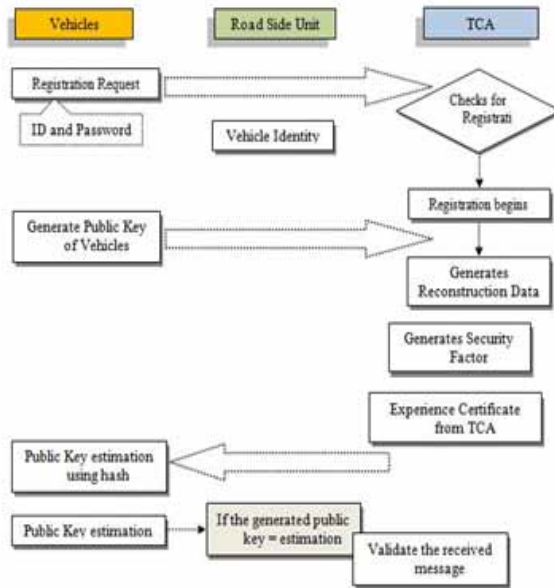 Vehicles
Road Side Unit
TCA
Registration Request
ID and Password
Vehicle Identity
Checks for
Registrati
Registration begins
Generate Public Key
of Vehicles
Generates
Reconstruction Data
Generates Security
Factor
Experience Certificate
from TCA
Public Key estimation
using hash
Public Key estimation
If the generated public
key = estimation
Validate the received
message